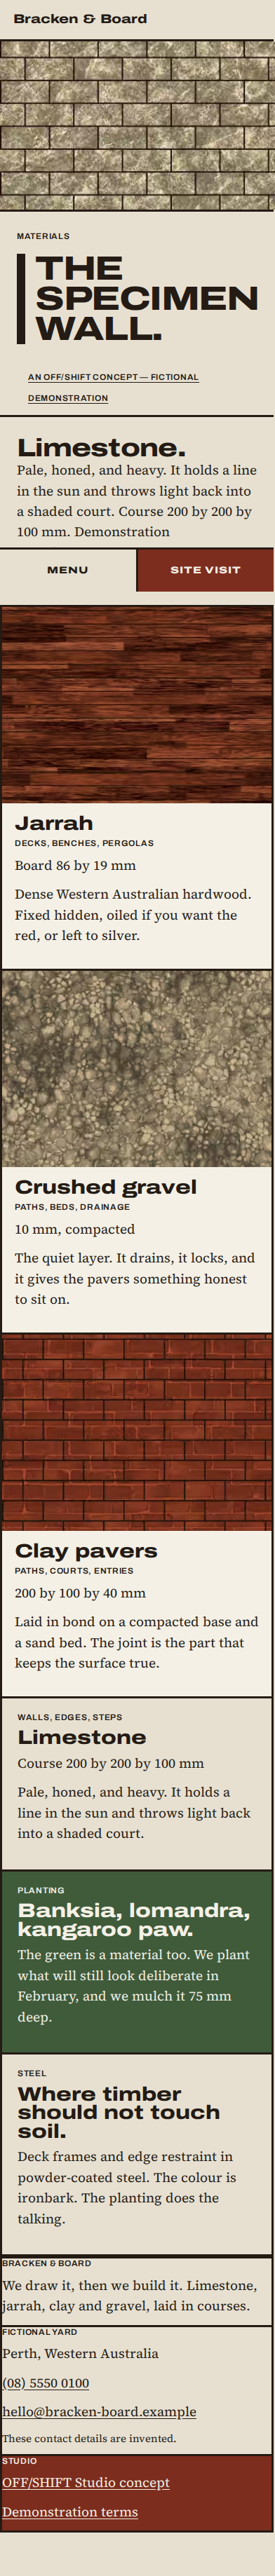 Bracken & Board
MATERIALS
THE
SPECIMEN
WALL.
AN OFF/SHIFT CONCEPT — FICTIONAL
DEMONSTRATION
Limestone.
Pale, honed, and heavy. It holds a line
in the sun and throws light back into
a shaded court. Course 200 by 200 by
100 mm. Demonstration
MENU
SITE VISIT
Jarrah
DECKS, BENCHES, PERGOLAS
Board 86 by 19 mm
Dense Western Australian hardwood.
Fixed hidden, oiled if you want the
red, or left to silver.
Crushed gravel
PATHS, BEDS, DRAINAGE
10 mm, compacted
The quiet layer. It drains, it locks, and
it gives the pavers something honest
to sit on.
Clay pavers
PATHS, COURTS, ENTRIES
200 by 100 by 40 mm
Laid in bond on a compacted base and
a sand bed. The joint is the part that
keeps the surface true.
WALLS, EDGES, STEPS
Limestone
Course 200 by 200 by 100 mm
Pale, honed, and heavy. It holds a
line in the sun and throws light back
into a shaded court.
PLANTING
Banksia, lomandra,
kangaroo paw.
The green is a material too. We plant
what will still look deliberate in
February, and we mulch it 75 mm
deep.
STEEL
Where timber
should not touch
soil.
Deck frames and edge restraint in
powder-coated steel. The colour is
ironbark. The planting does the
talking.
BRACKEN & BOARD
We draw it, then we build it. Limestone,
jarrah, clay and gravel, laid in courses.
FICTIONAL YARD
Perth, Western Australia
(08) 5550 0100
hello@bracken-board.example
These contact details are invented.
STUDIO
OFF/SHIFT Studio concept
Demonstration terms